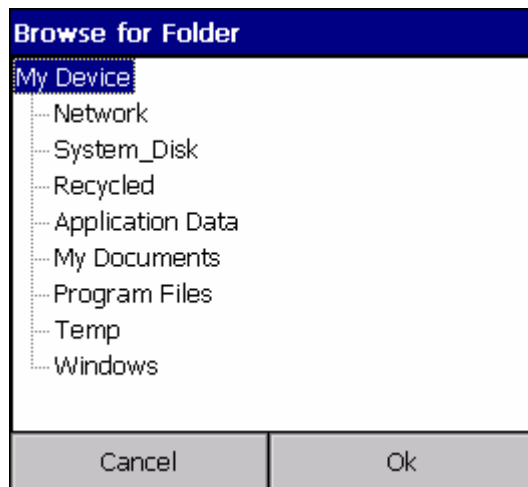 Browse for Folder
My Device
Network
System_Disk
Recycled
Application Data
My Documents
Program Files
Temp
Windows
Cancel Ok